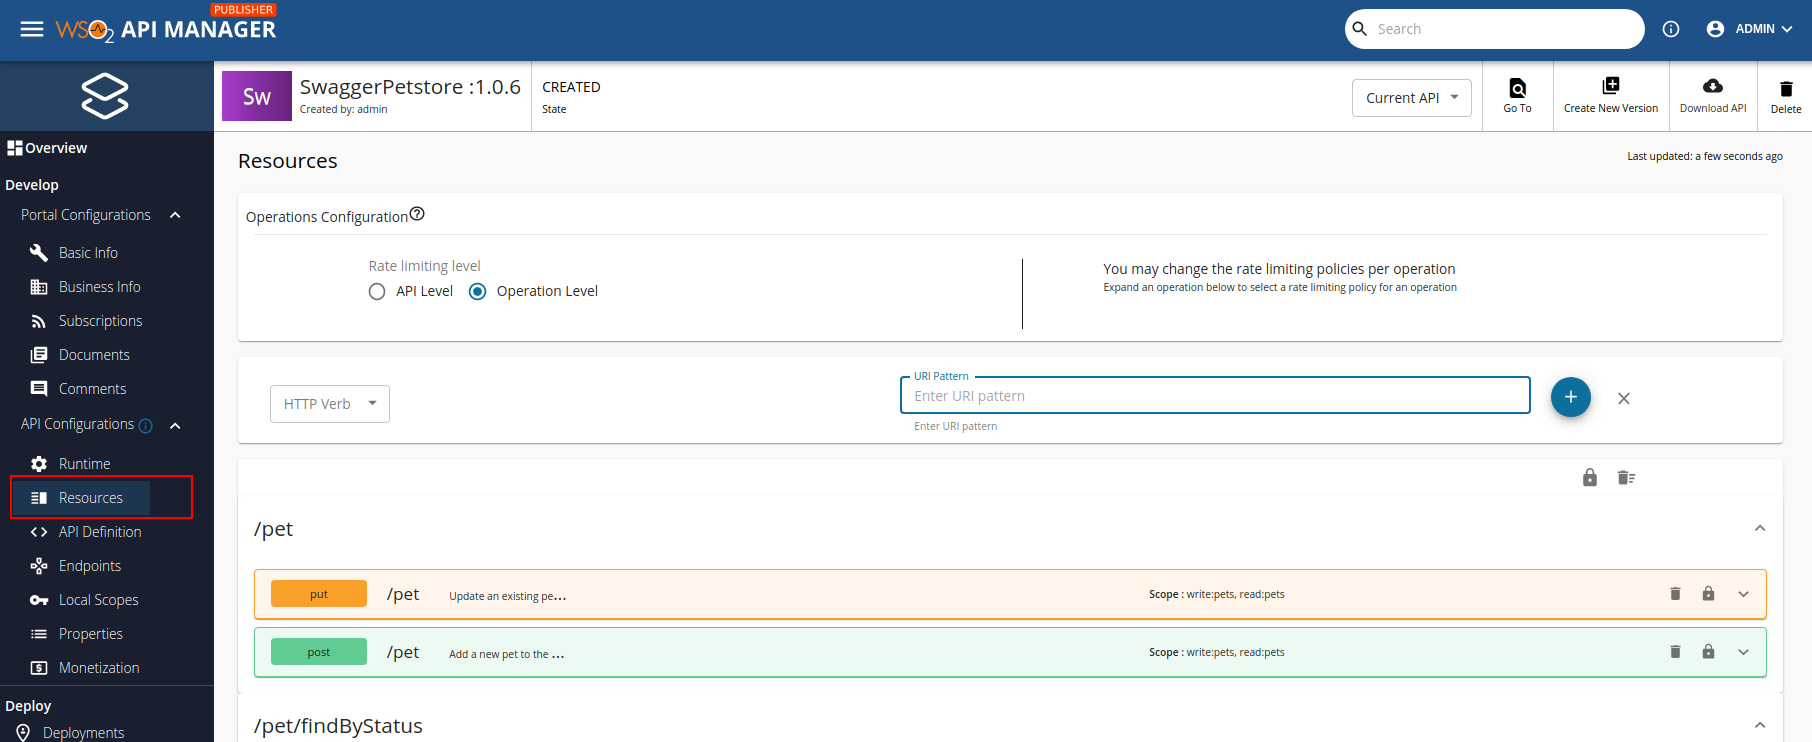 PUBLISHER
WSO2 API MANAGER
Search
ADMIN
Sw
SwaggerPetstore :1.0.6
Created by: admin
CREATED
State
Current API
Go To
Create New Version
Download API
Delete
Overview
Develop
Portal Configurations
Basic Info
Business Info
Subscriptions
Documents
Comments
API Configurations
Runtime
Resources
API Definition
Endpoints
Local Scopes
Properties
Monetization
Deploy
Deployments
Resources
Last updated: a few seconds ago
Operations Configuration
Rate limiting level
API Level
Operation Level
You may change the rate limiting policies per operation
Expand an operation below to select a rate limiting policy for an operation
HTTP Verb
URI Pattern
Enter URI pattern
Enter URI pattern
/pet
put /pet Update an existing pe... Scope : write:pets, read:pets
post /pet Add a new pet to the ... Scope : write:pets, read:pets
/pet/findByStatus